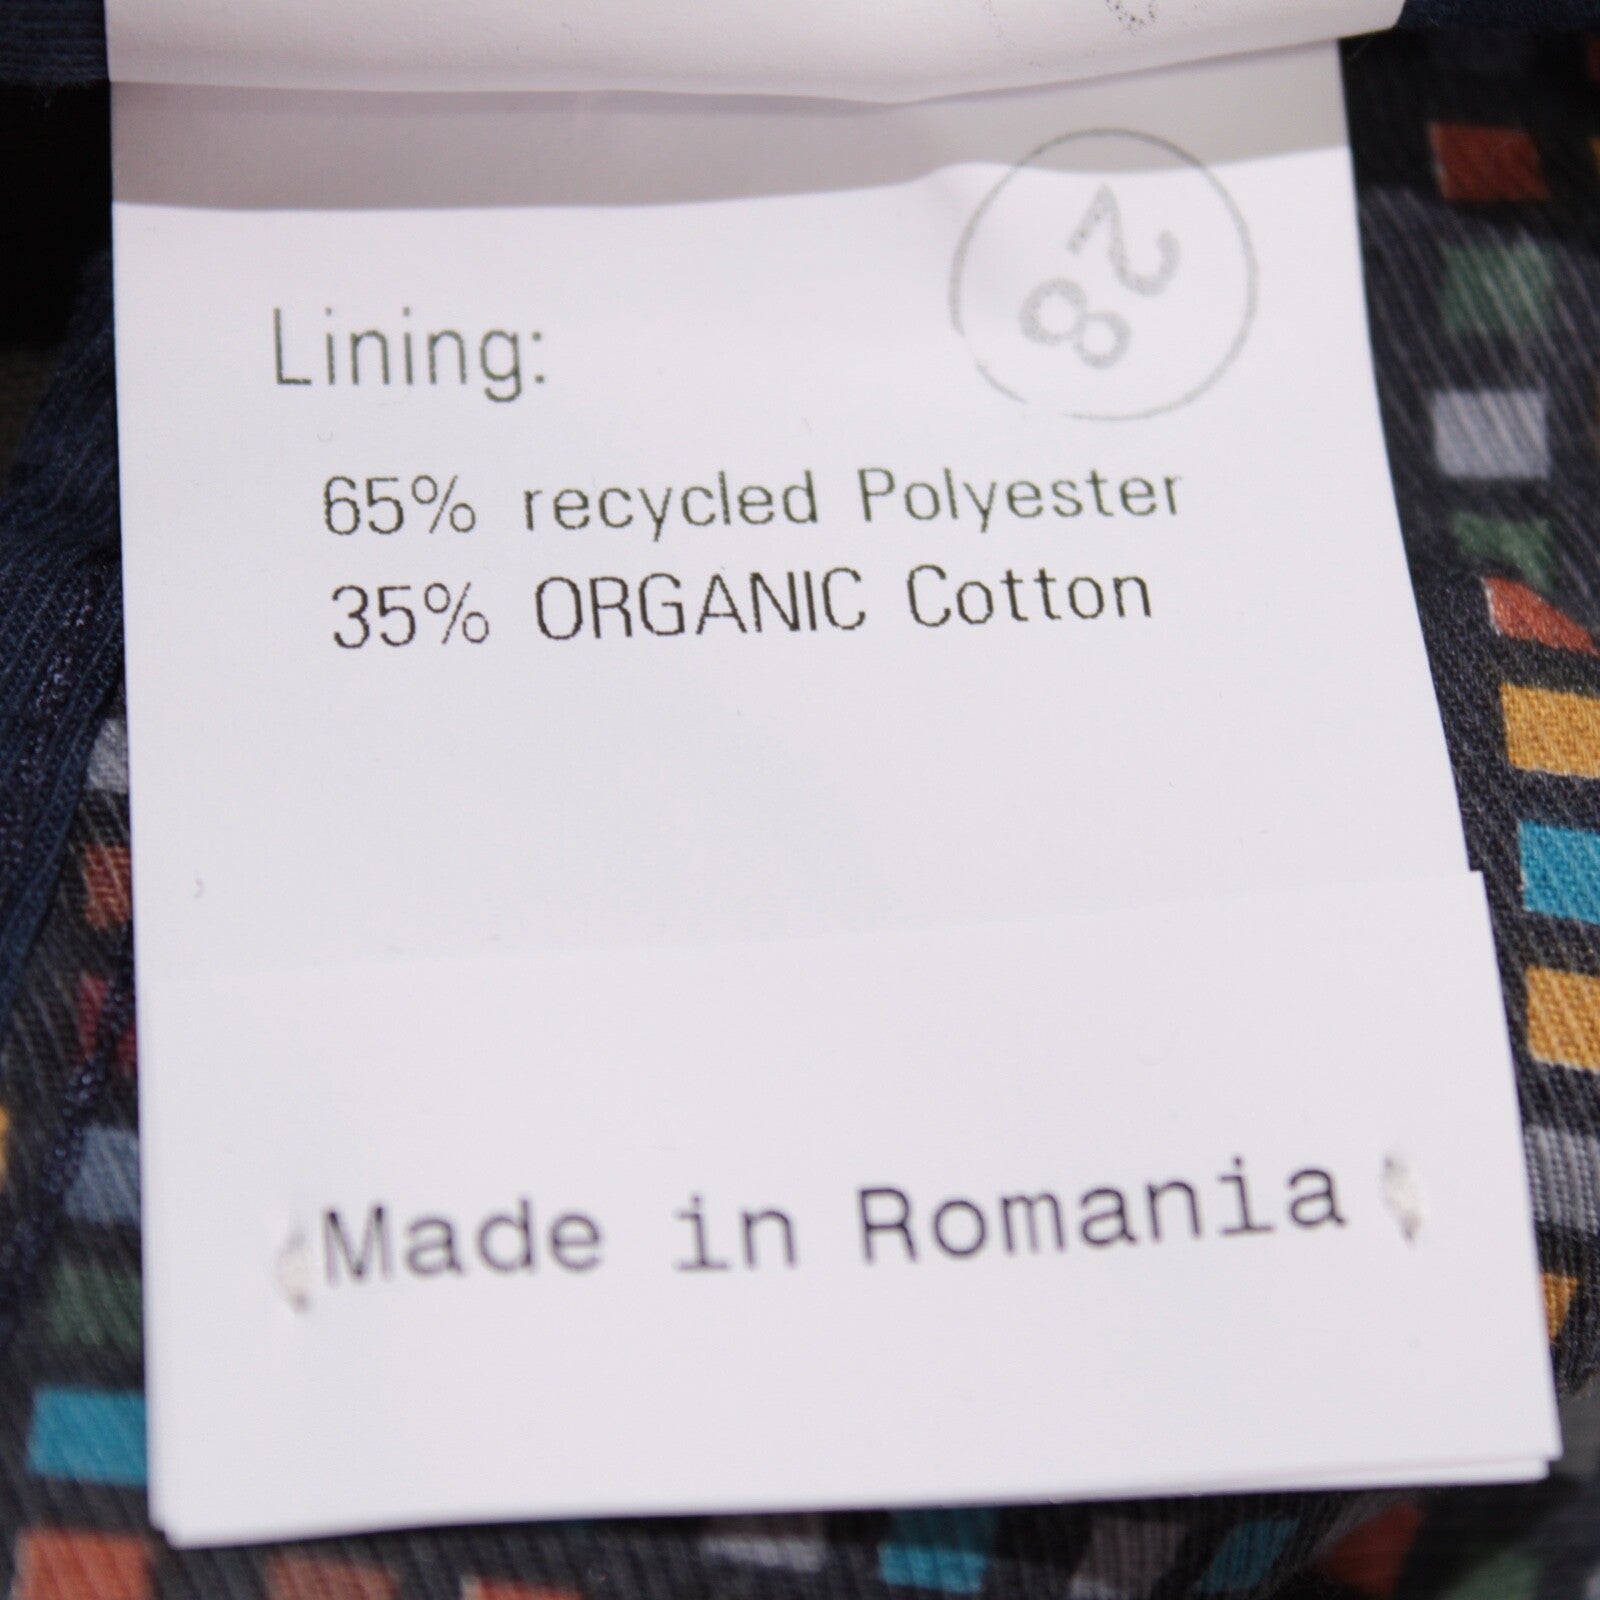 28
Lining:
65% recycled Polyester
35% ORGANIC Cotton
Made in Romania